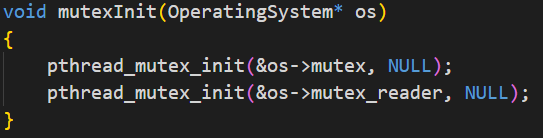 void mutexInit(OperatingSystem* os)
{
    pthread_mutex_init(&os->mutex, NULL);
    pthread_mutex_init(&os->mutex_reader, NULL);
}